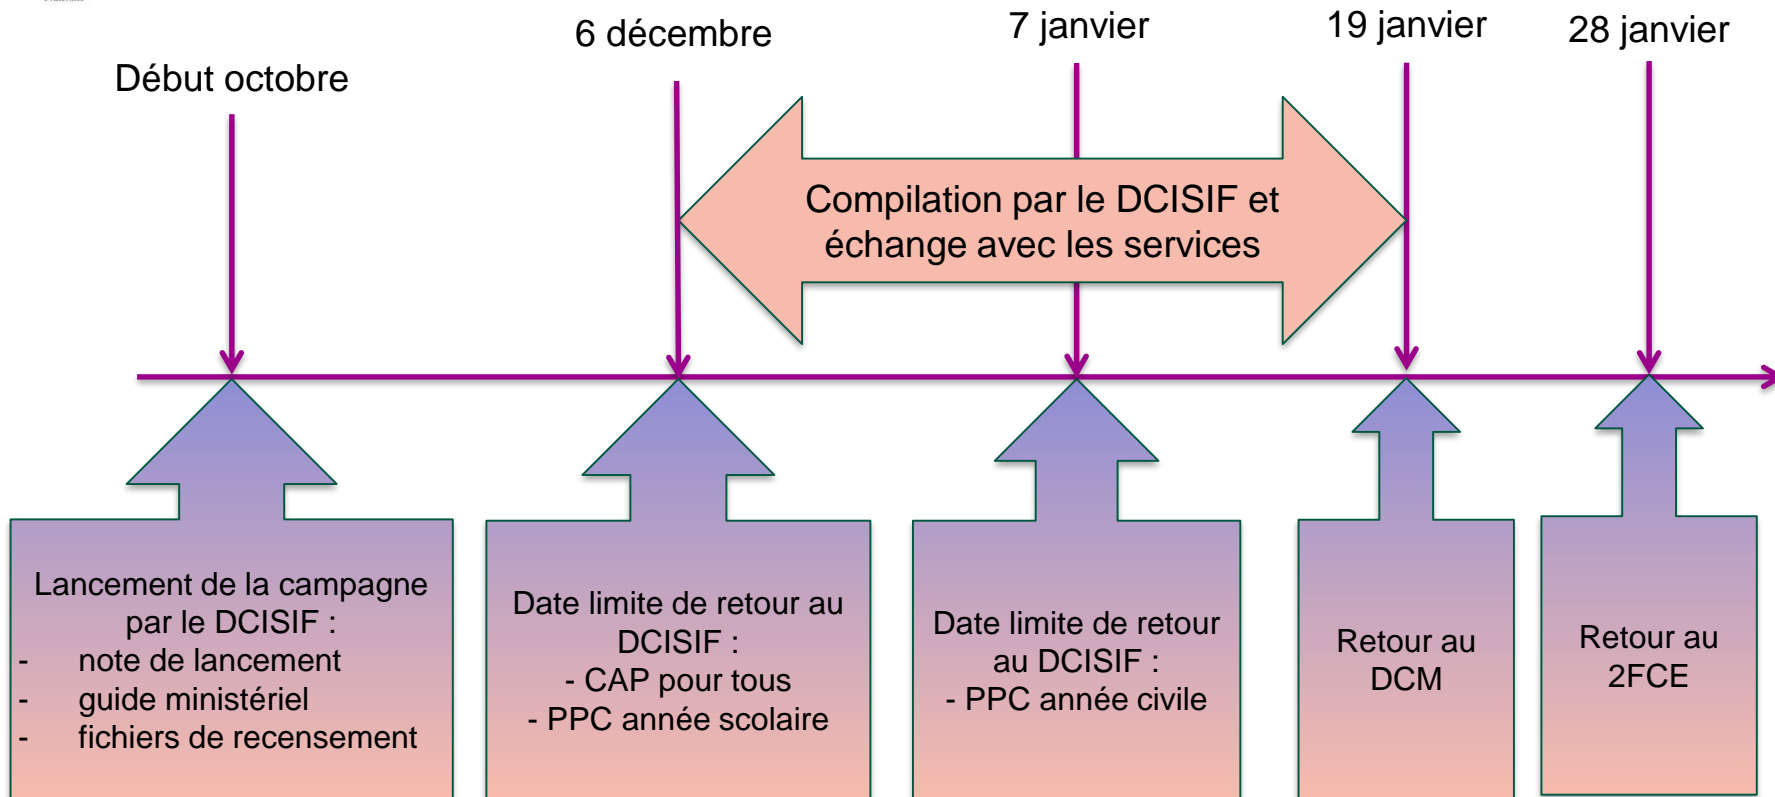 Début octobre
6 décembre
7 janvier
19 janvier
28 janvier
Compilation par le DCISIF et
échange avec les services
Lancement de la campagne
par le DCISIF :
- note de lancement
- guide ministériel
- fichiers de recensement
Date limite de retour au
DCISIF :
- CAP pour tous
- PPC année scolaire
Date limite de retour
au DCISIF :
- PPC année civile
Retour au
DCM
Retour au
2FCE